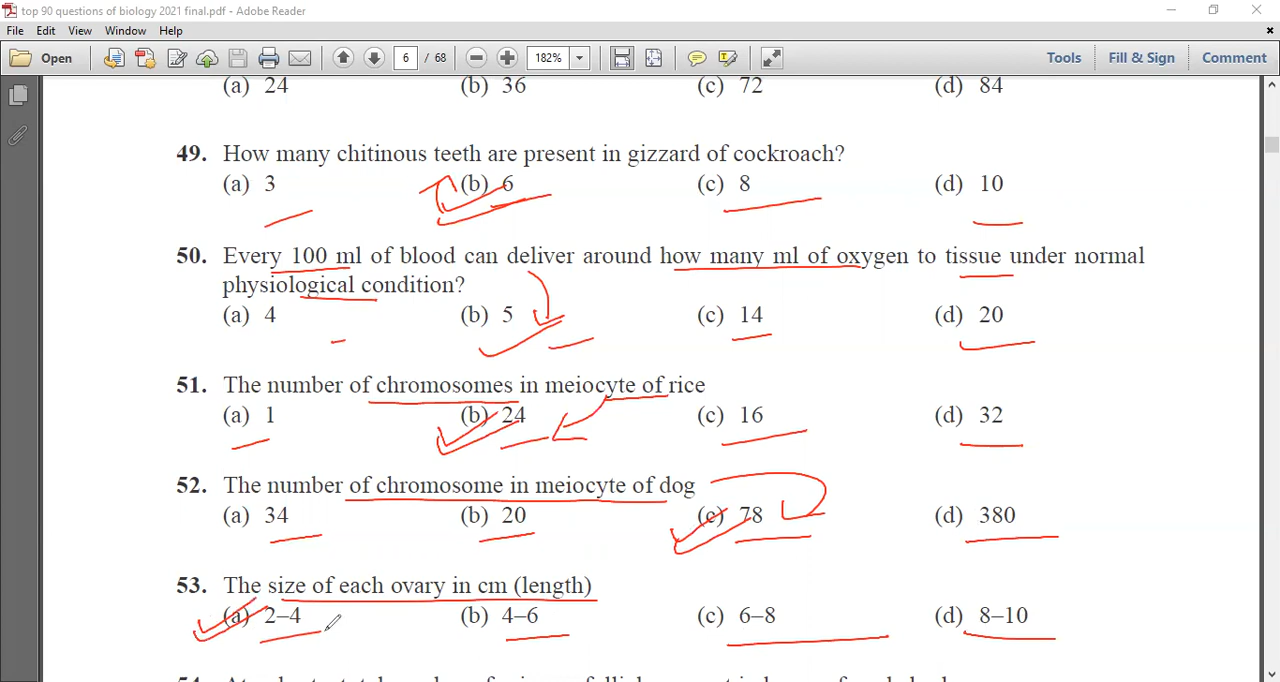 top 90 questions of biology 2021 final.pdf - Adobe Reader
File Edit View Window Help
Open 6 / 68 182% Tools Fill & Sign Comment
(a) 24 (b) 36 (c) 72 (d) 84
49. How many chitinous teeth are present in gizzard of cockroach?
(a) 3 (b) 6 (c) 8 (d) 10
50. Every 100 ml of blood can deliver around how many ml of oxygen to tissue under normal
physiological condition?
(a) 4 (b) 5 (c) 14 (d) 20
51. The number of chromosomes in meiocyte of rice
(a) 1 (b) 24 (c) 16 (d) 32
52. The number of chromosome in meiocyte of dog
(a) 34 (b) 20 (c) 78 (d) 380
53. The size of each ovary in cm (length)
(a) 2–4 (b) 4–6 (c) 6–8 (d) 8–10